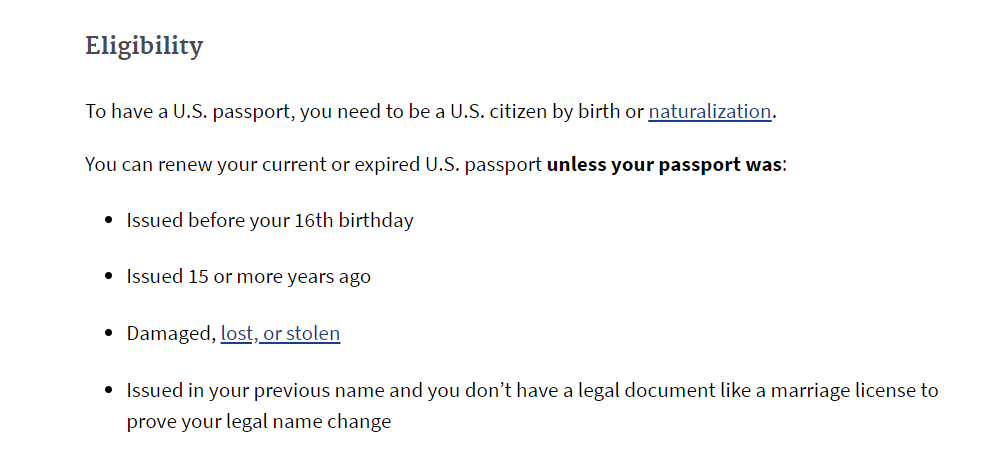 Eligibility
To have a U.S. passport, you need to be a U.S. citizen by birth or naturalization.
You can renew your current or expired U.S. passport unless your passport was:
• Issued before your 16th birthday
• Issued 15 or more years ago
• Damaged, lost, or stolen
• Issued in your previous name and you don’t have a legal document like a marriage license to
prove your legal name change